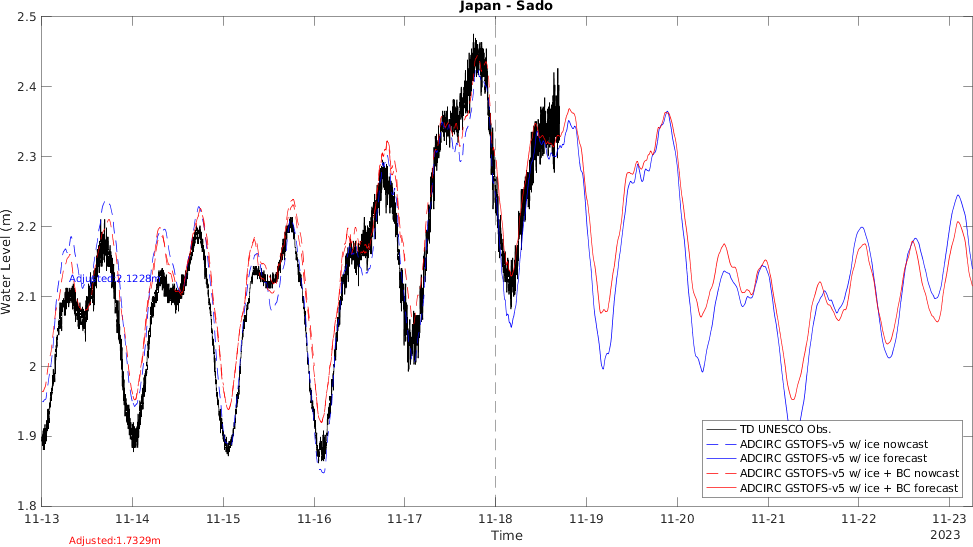 Japan - Sado
2.5
2.4
2.3
2.2
2.1
2
1.9
1.8
Water Level (m)
Adjusted:2.1228m
TD UNESCO Obs.
ADCIRC GSTOFS-v5 w/ ice nowcast
ADCIRC GSTOFS-v5 w/ ice forecast
ADCIRC GSTOFS-v5 w/ ice + BC nowcast
ADCIRC GSTOFS-v5 w/ ice + BC forecast
11-13 11-14 11-15 11-16 11-17 11-18 11-19 11-20 11-21 11-22 11-23
Time
2023
Adjusted:1.7329m